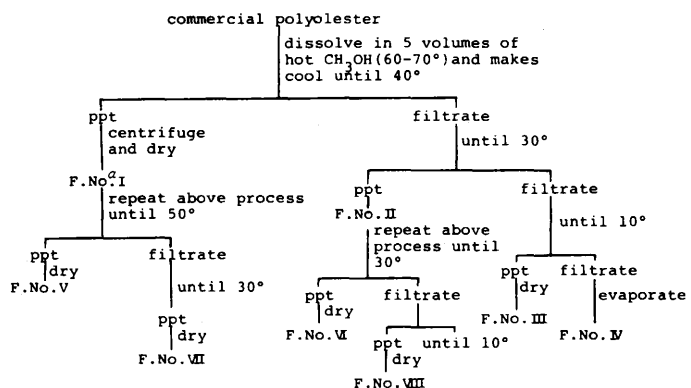 commercial polyolester
dissolve in 5 volumes of
hot CH3OH(60-70°)and makes
cool until 40°
ppt
centrifuge
and dry
F.No.ᵃI
repeat above process
until 50°
ppt
dry
F.No.V
filtrate
until 30°
ppt
dry
F.No.VII
filtrate
until 30°
ppt
F.No.II
repeat above
process until
30°
ppt
dry
F.No.VI
filtrate
ppt until 10°
dry
F.No.VIII
filtrate
until 10°
ppt
dry
F.No.III
filtrate
evaporate
F.No.IV